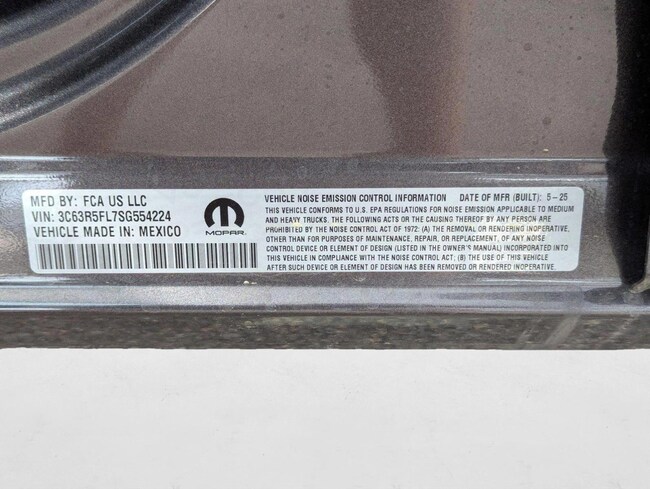 MFD BY: FCA US LLC
VIN: 3C63R5FL7SG554224
VEHICLE MADE IN: MEXICO
MOPAR.
VEHICLE NOISE EMISSION CONTROL INFORMATION DATE OF MFR (BUILT): 5-25
THIS VEHICLE CONFORMS TO U.S. EPA REGULATIONS FOR NOISE EMISSION APPLICABLE TO MEDIUM
AND HEAVY TRUCKS. THE FOLLOWING ACTS OR THE CAUSING THEREOF BY ANY PERSON ARE
PROHIBITED BY THE NOISE CONTROL ACT OF 1972: (A) THE REMOVAL OR RENDERING INOPERATIVE,
OTHER THAN FOR PURPOSES OF MAINTENANCE, REPAIR, OR REPLACEMENT, OF ANY NOISE
CONTROL DEVICE OR ELEMENT OF DESIGN (LISTED IN THE OWNER'S MANUAL) INCORPORATED INTO
THIS VEHICLE IN COMPLIANCE WITH THE NOISE CONTROL ACT; (B) THE USE OF THIS VEHICLE
AFTER SUCH DEVICE OR ELEMENT OF DESIGN HAS BEEN REMOVED OR RENDERED INOPERATIVE.